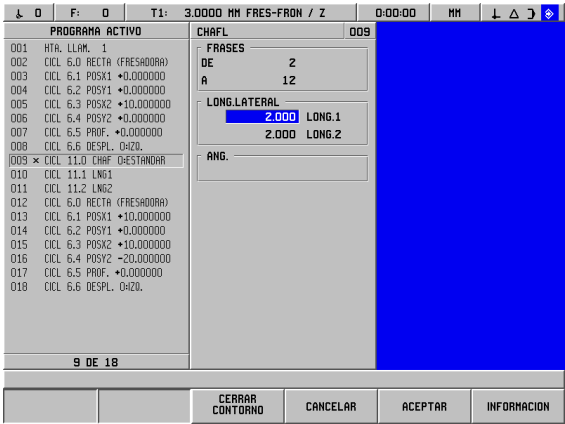 0 F: 0 T1: 3.0000 MM FRES-FRON / Z 0:00:00 MM
PROGRAMA ACTIVO
001 HTA. LLAM. 1
002 CICL 6.0 RECTA (FRESADORA)
003 CICL 6.1 POSX1 +0.000000
004 CICL 6.2 POSY1 +0.000000
005 CICL 6.3 POSX2 +10.000000
006 CICL 6.4 POSY2 +0.000000
007 CICL 6.5 PROF. +0.000000
008 CICL 6.6 DESPL. 0:IZQ.
009 × CICL 11.0 CHAF 0:ESTANDAR
010 CICL 11.1 LNG1
011 CICL 11.2 LNG2
012 CICL 6.0 RECTA (FRESADORA)
013 CICL 6.1 POSX1 +10.000000
014 CICL 6.2 POSY1 +0.000000
015 CICL 6.3 POSX2 +10.000000
016 CICL 6.4 POSY2 -20.000000
017 CICL 6.5 PROF. +0.000000
018 CICL 6.6 DESPL. 0:IZQ.
9 DE 18
CHAFL 009
FRASES
DE 2
A 12
LONG.LATERAL
2.000 LONG.1
2.000 LONG.2
ANG.
CERRAR
CONTORNO
CANCELAR
ACEPTAR
INFORMACION